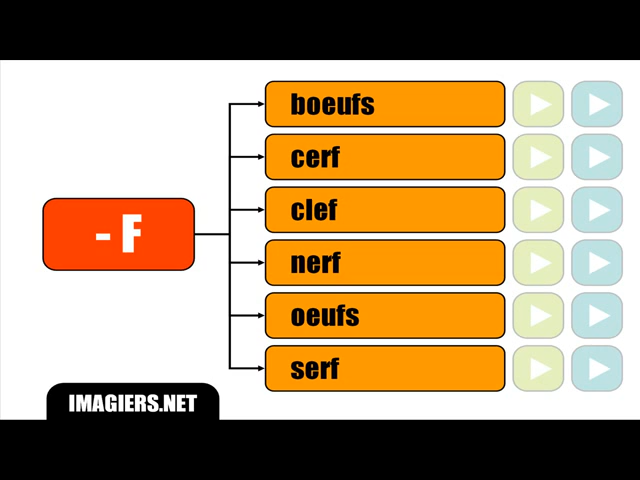 boeufs
cerf
clef
- F
nerf
oeufs
serf
IMAGIERS.NET